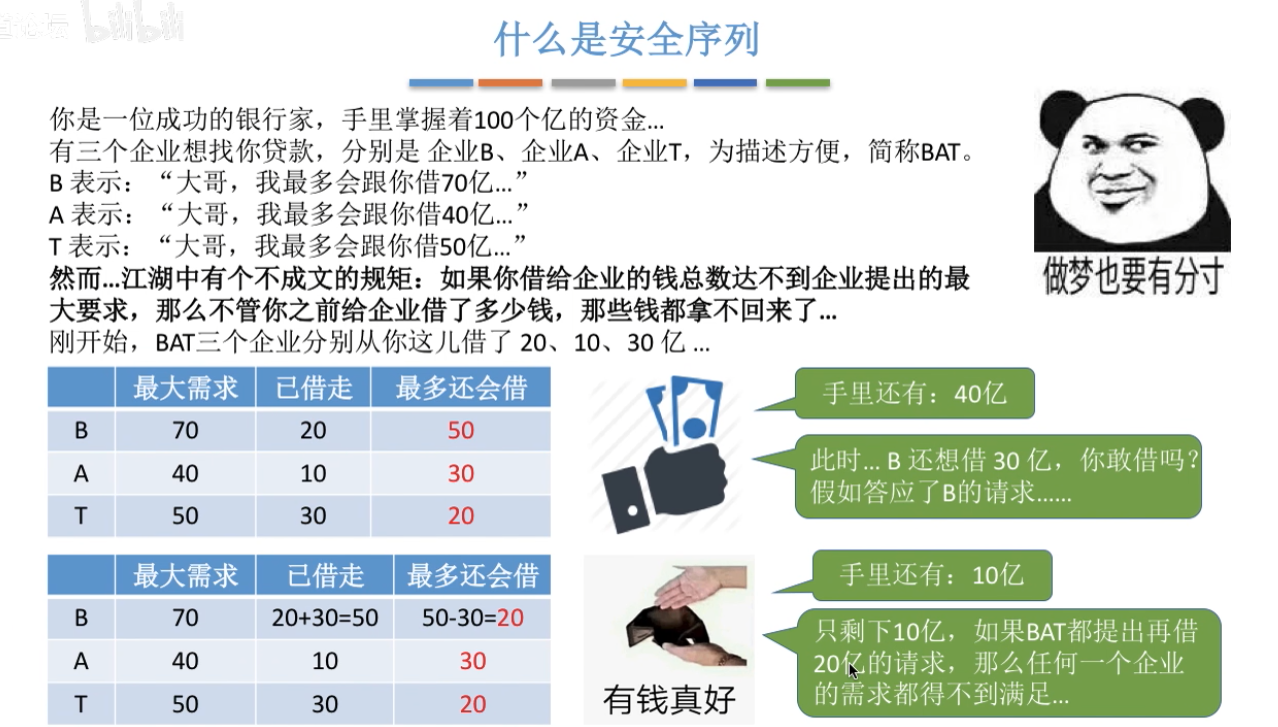 bilibili
什么是安全序列
你是一位成功的银行家，手里掌握着100个亿的资金...
有三个企业想找你贷款，分别是 企业B、企业A、企业T，为描述方便，简称BAT。
B 表示：“大哥，我最多会跟你借70亿...”
A 表示：“大哥，我最多会跟你借40亿...”
T 表示：“大哥，我最多会跟你借50亿...”
然而...江湖中有个不成文的规矩：如果你借给企业的钱总数达不到企业提出的最
大要求，那么不管你之前给企业借了多少钱，那些钱都拿不回来了...
刚开始，BAT三个企业分别从你这儿借了 20、10、30 亿 ...
做梦也要有分寸
最大需求 已借走 最多还会借
B 70 20 50
A 40 10 30
T 50 30 20
手里还有：40亿
此时... B 还想借 30 亿，你敢借吗？
假如答应了B的请求......
最大需求 已借走 最多还会借
B 70 20+30=50 50-30=20
A 40 10 30
T 50 30 20
有钱真好
手里还有：10亿
只剩下10亿，如果BAT都提出再借
20亿的请求，那么任何一个企业
的需求都得不到满足...